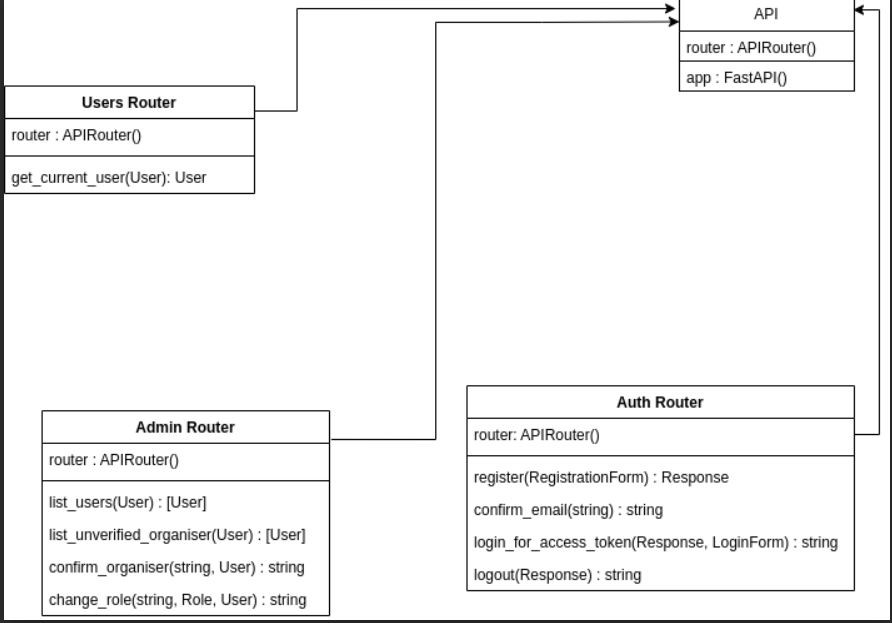 API
router : APIRouter()
app : FastAPI()
Users Router
router : APIRouter()
get_current_user(User): User
Admin Router
router : APIRouter()
list_users(User) : [User]
list_unverified_organiser(User) : [User]
confirm_organiser(string, User) : string
change_role(string, Role, User) : string
Auth Router
router: APIRouter()
register(RegistrationForm) : Response
confirm_email(string) : string
login_for_access_token(Response, LoginForm) : string
logout(Response) : string